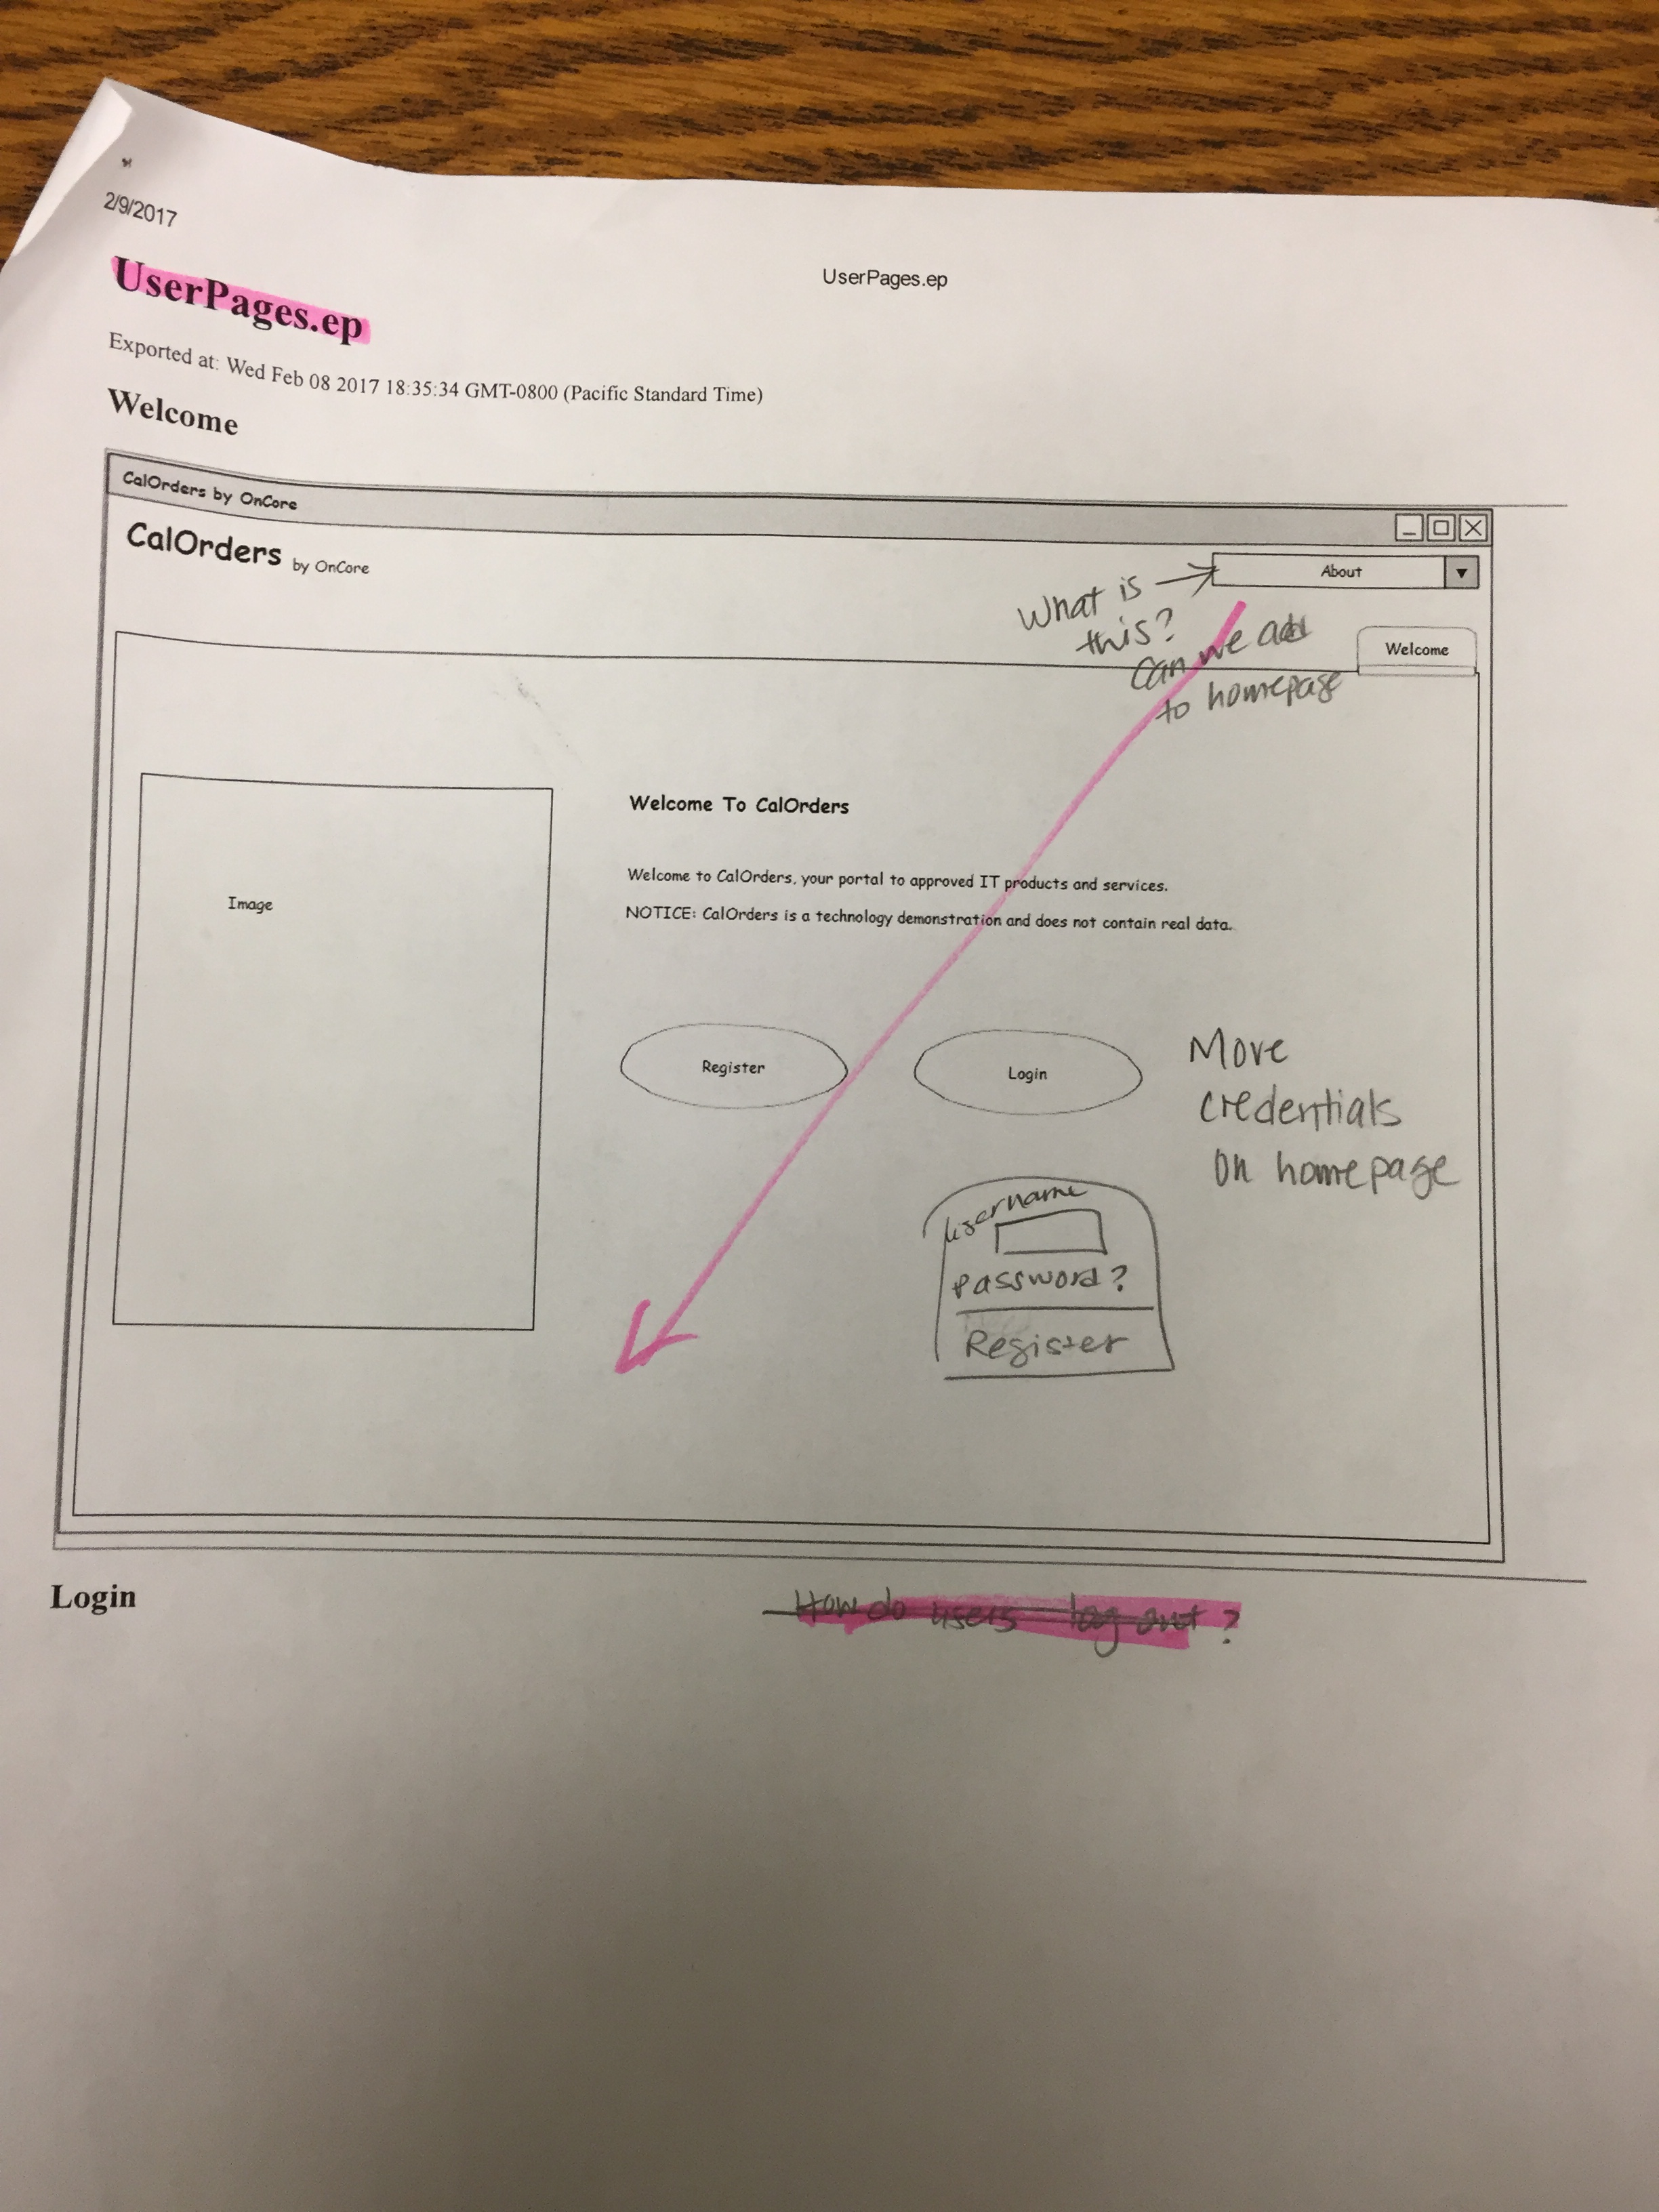 2/9/2017
UserPages.ep
UserPages.ep
Exported at: Wed Feb 08 2017 18:35:34 GMT-0800 (Pacific Standard Time)
Welcome
CalOrders by OnCore
CalOrders by OnCore
About
What is
this?
Can we add
to homepage
Welcome
Image
Welcome To CalOrders
Welcome to CalOrders, your portal to approved IT products and services.
NOTICE: CalOrders is a technology demonstration and does not contain real data.
Register
Login
Move
credentials
on homepage
Username
Password?
Register
Login
How do users log out?